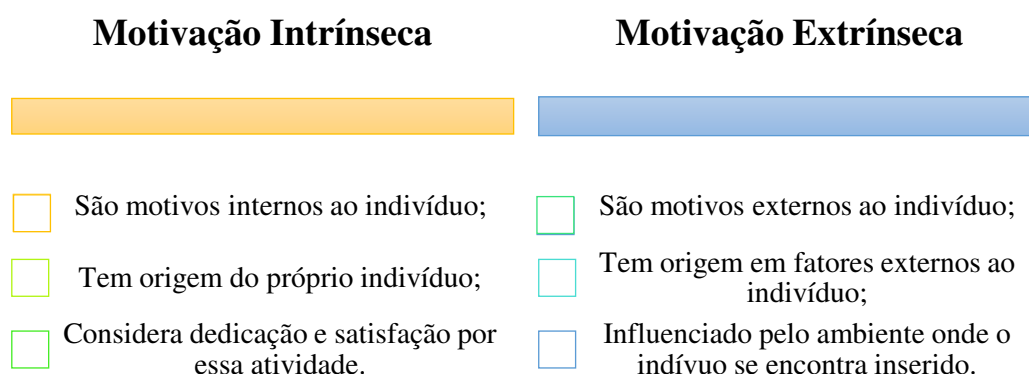 Motivação Intrínseca
São motivos internos ao indivíduo;
Tem origem do próprio indivíduo;
Considera dedicação e satisfação por
essa atividade.
Motivação Extrínseca
São motivos externos ao indivíduo;
Tem origem em fatores externos ao
indivíduo;
Influenciado pelo ambiente onde o
indívuo se encontra inserido.